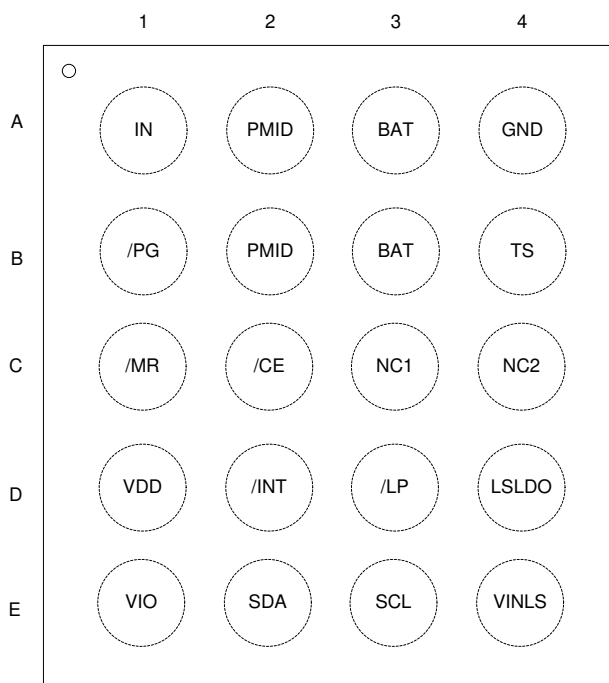 1 2 3 4
A IN PMID BAT GND
B /PG PMID BAT TS
C /MR /CE NC1 NC2
D VDD /INT /LP LSLDO
E VIO SDA SCL VINLS